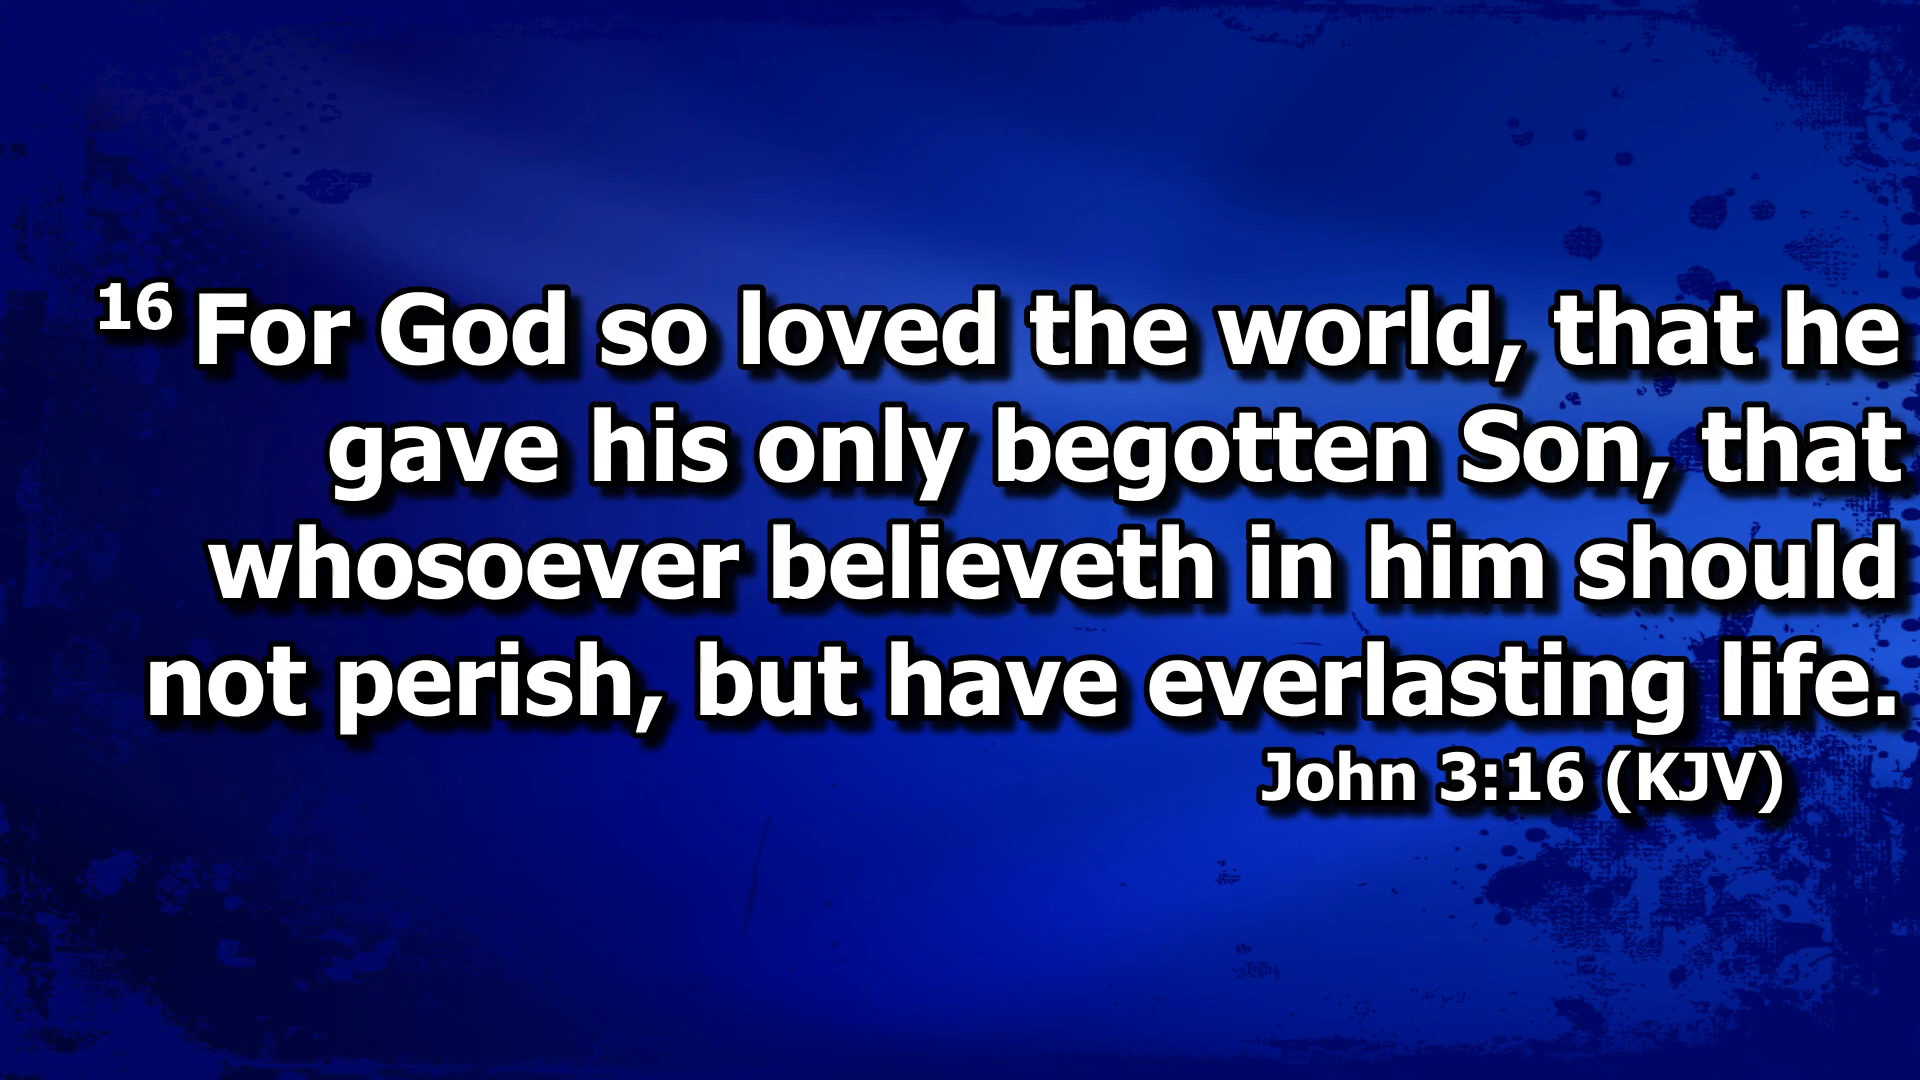 16 For God so loved the world, that he
gave his only begotten Son, that
whosoever believeth in him should
not perish, but have everlasting life.
John 3:16 (KJV)